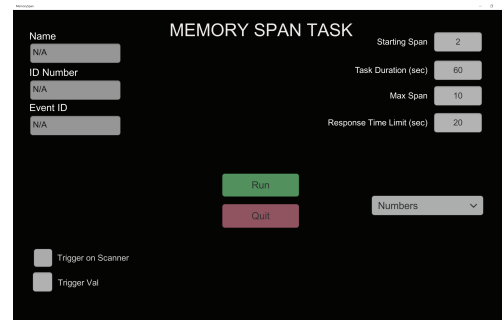 MemorySpan
MEMORY SPAN TASK
Name
N/A
ID Number
N/A
Event ID
N/A
Starting Span 2
Task Duration (sec) 60
Max Span 10
Response Time Limit (sec) 20
Run
Quit
Numbers
Trigger on Scanner
Trigger Val